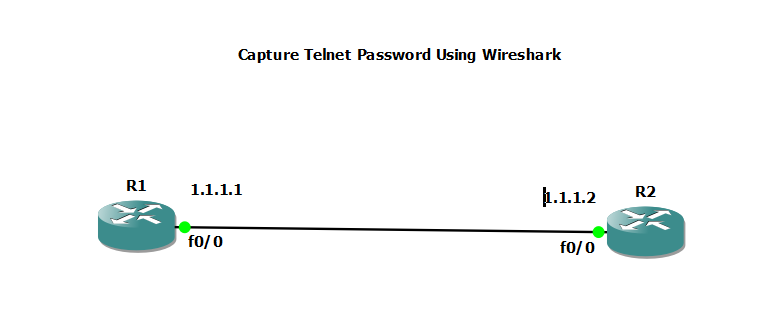 Capture Telnet Password Using Wireshark
R1
1.1.1.1
1.1.1.2
R2
f0/0
f0/0